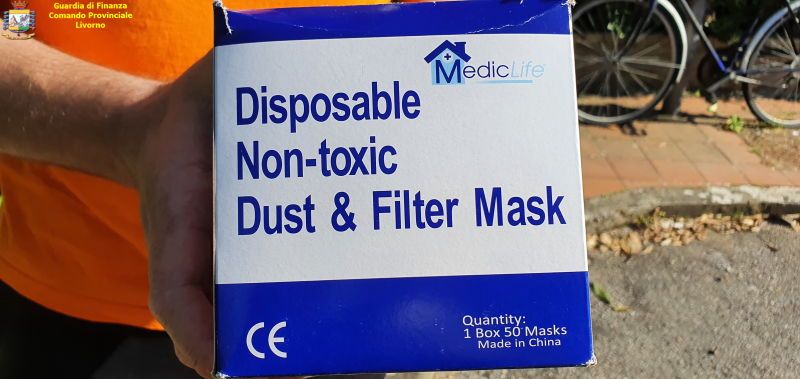 Guardia di Finanza
Comando Provinciale
Livorno
MedicLife
Disposable
Non-toxic
Dust & Filter Mask
CE
Quantity:
1 Box 50 Masks
Made in China